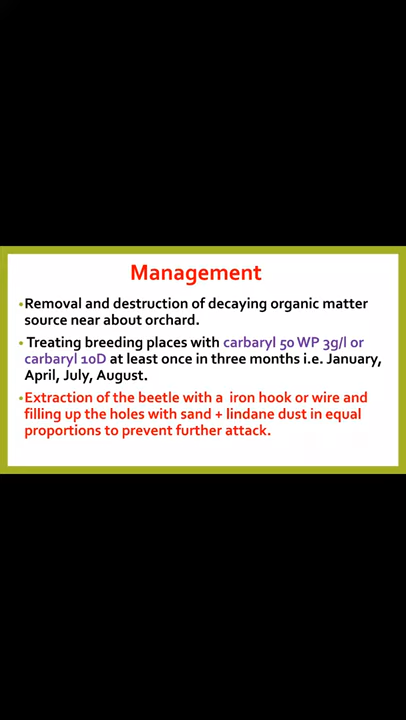 Management
•Removal and destruction of decaying organic matter
source near about orchard.
• Treating breeding places with carbaryl 50 WP 3g/l or
carbaryl 10D at least once in three months i.e. January,
April, July, August.
•Extraction of the beetle with a iron hook or wire and
filling up the holes with sand + lindane dust in equal
proportions to prevent further attack.